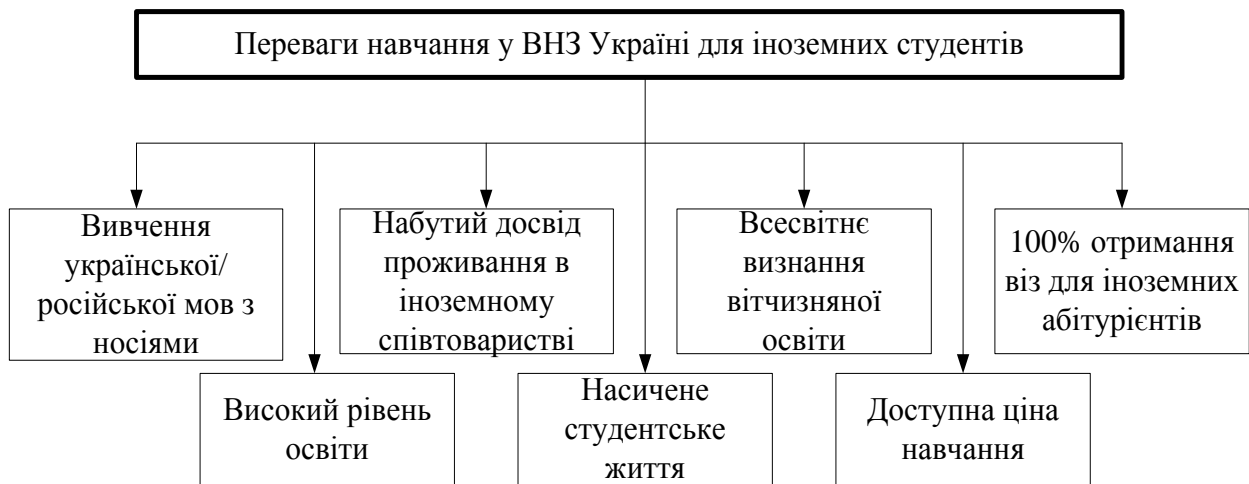 Переваги навчання у ВНЗ Україні для іноземних студентів
Вивчення
української/
російської мов з
носіями
Набутий досвід
проживання в
іноземному
співтоваристві
Всесвітнє
визнання
вітчизняної
освіти
100% отримання
віз для іноземних
абітурієнтів
Високий рівень
освіти
Насичене
студентське
життя
Доступна ціна
навчання